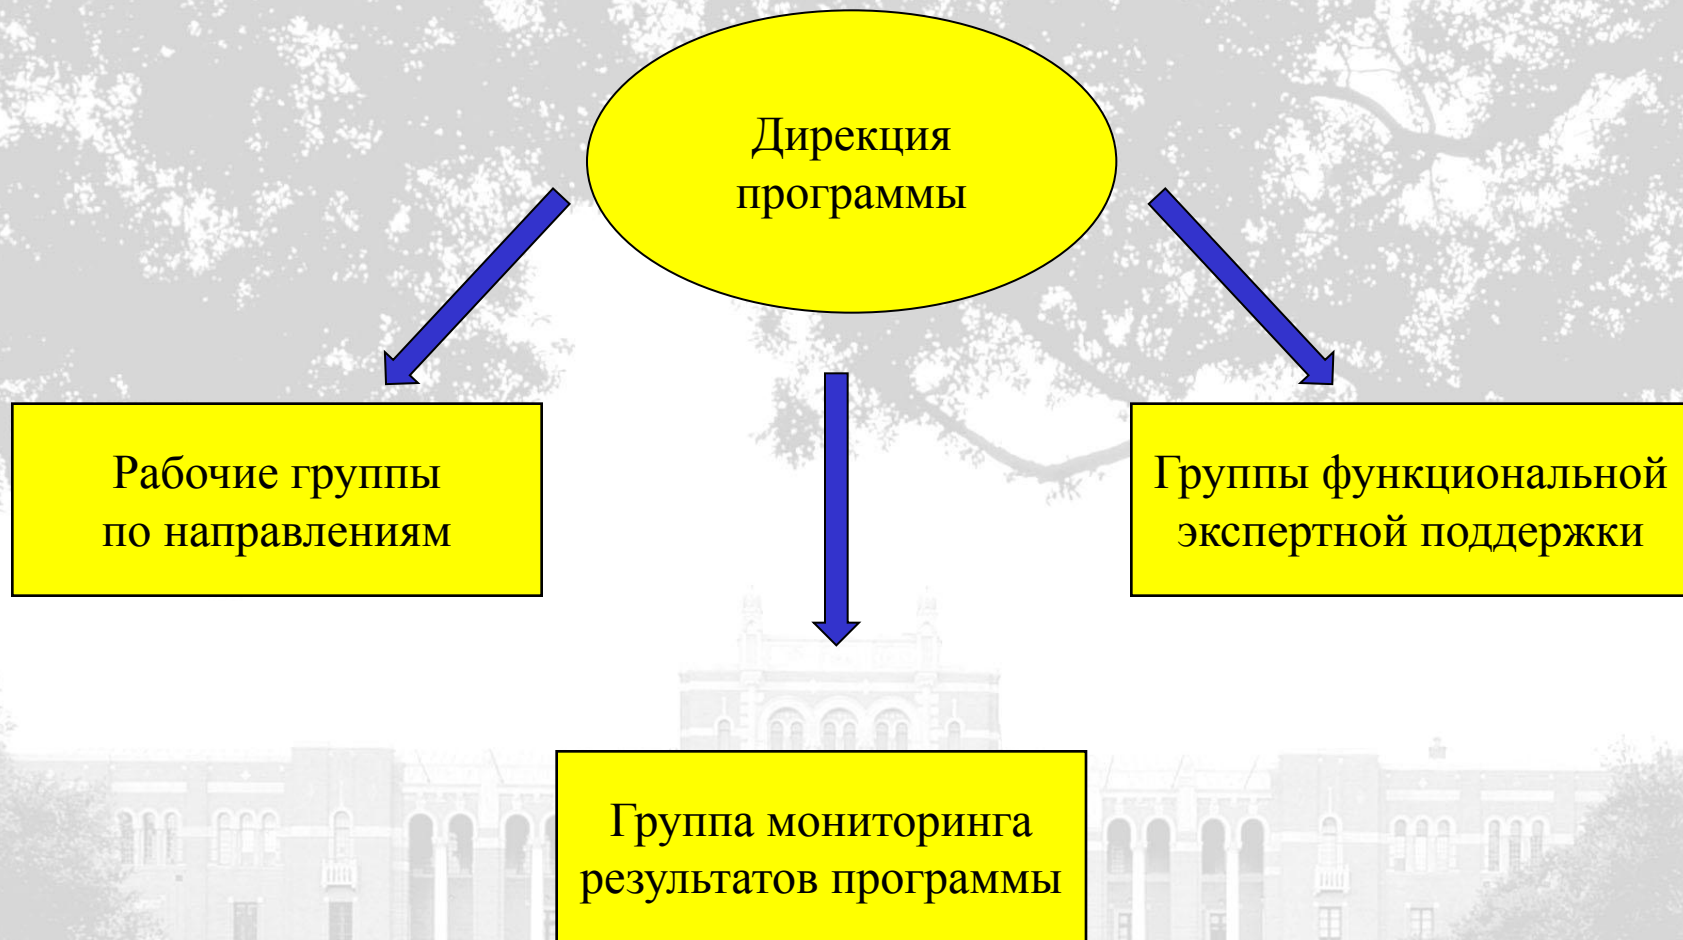 Дирекция
программы
Рабочие группы
по направлениям
Группы функциональной
экспертной поддержки
Группа мониторинга
результатов программы